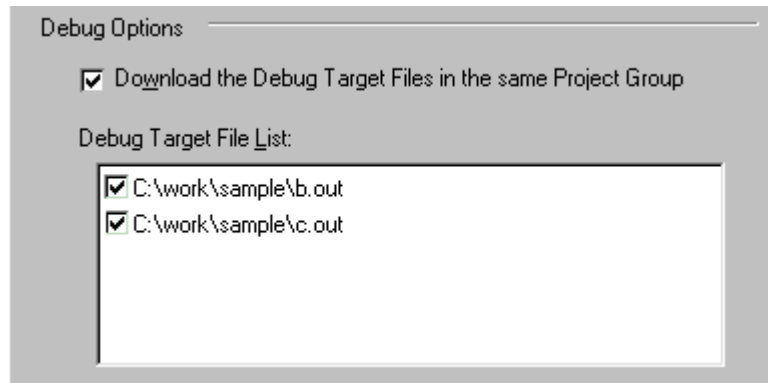 Debug Options
Download the Debug Target Files in the same Project Group
Debug Target File List:
C:\work\sample\b.out
C:\work\sample\c.out